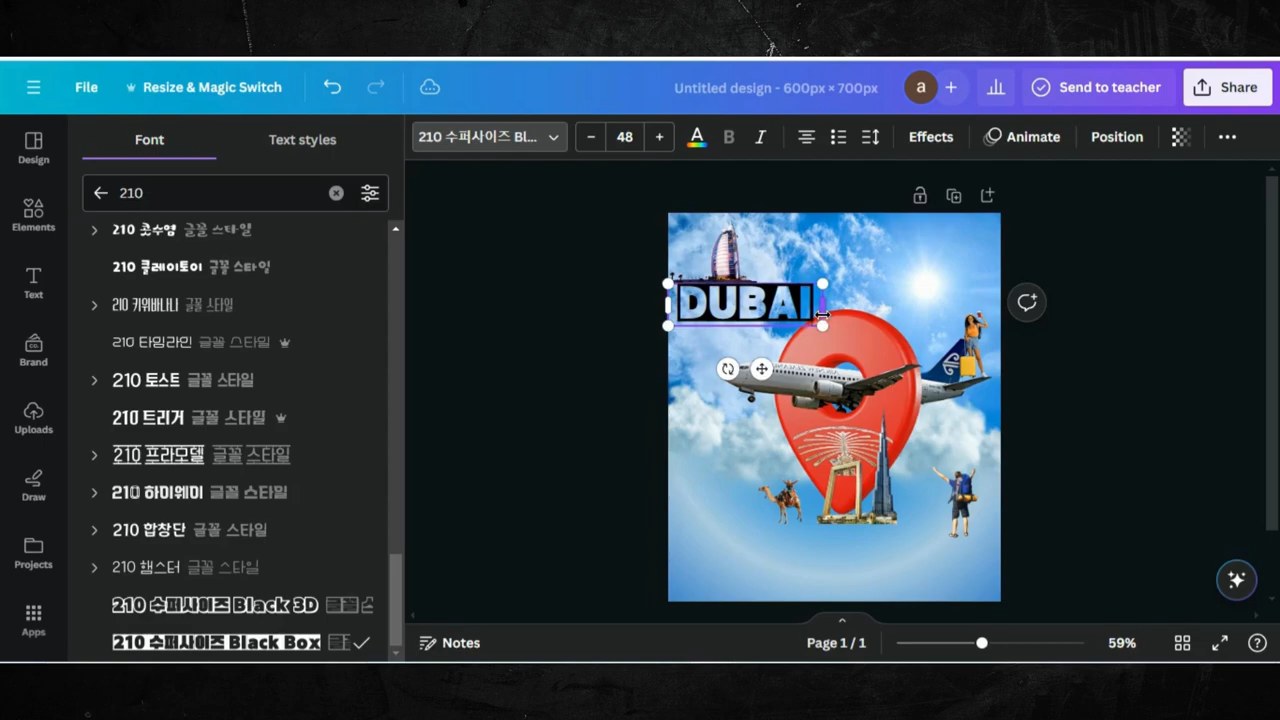 File
Resize & Magic Switch
Untitled design - 600px × 700px
a
Send to teacher
Share
Font
Text styles
210 수퍼사이즈 Bl...
48
A
B
I
Effects
Animate
Position
Design
Elements
Text
Brand
Uploads
Draw
Projects
Apps
210
210 콧수염 글꼴 스타일
210 클레이토이 글꼴 스타일
210 키위바나나 글꼴 스타일
210 타임라인 글꼴 스타일
210 토스트 글꼴 스타일
210 트리거 글꼴 스타일
210 프라모델 글꼴 스타일
210 하미웨미 글꼴 스타일
210 합창단 글꼴 스타일
210 햄스터 글꼴 스타일
210 수퍼사이즈 Black 3D
210 수퍼사이즈 Black Box
DUBAI
Notes
Page 1 / 1
59%